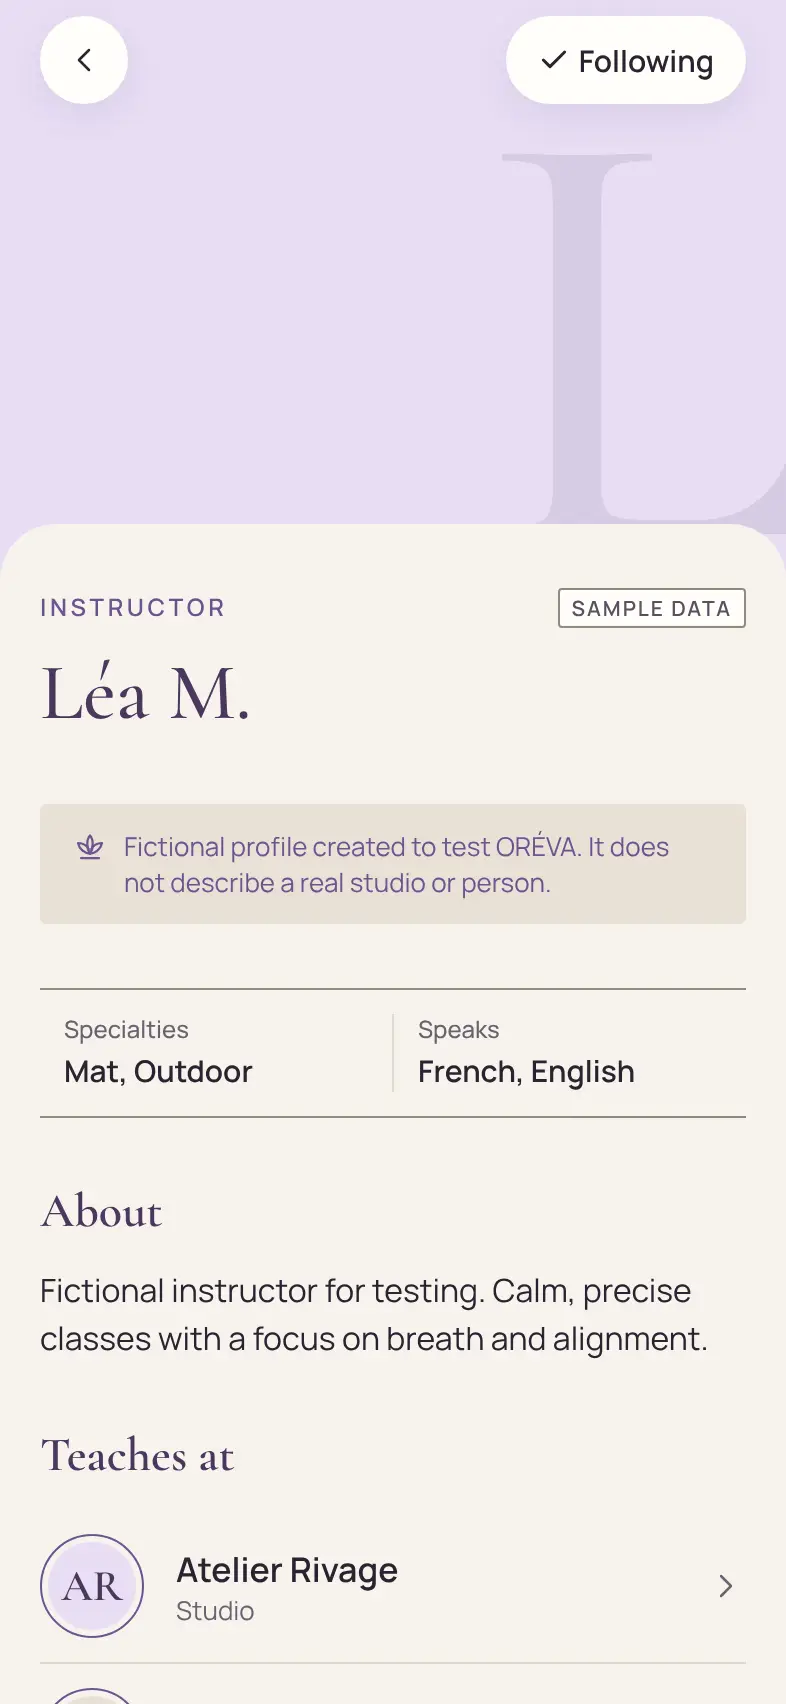 Following
L
INSTRUCTOR
SAMPLE DATA
Léa M.
Fictional profile created to test ORÉVA. It does
not describe a real studio or person.
Specialties
Mat, Outdoor
Speaks
French, English
About
Fictional instructor for testing. Calm, precise
classes with a focus on breath and alignment.
Teaches at
AR
Atelier Rivage
Studio